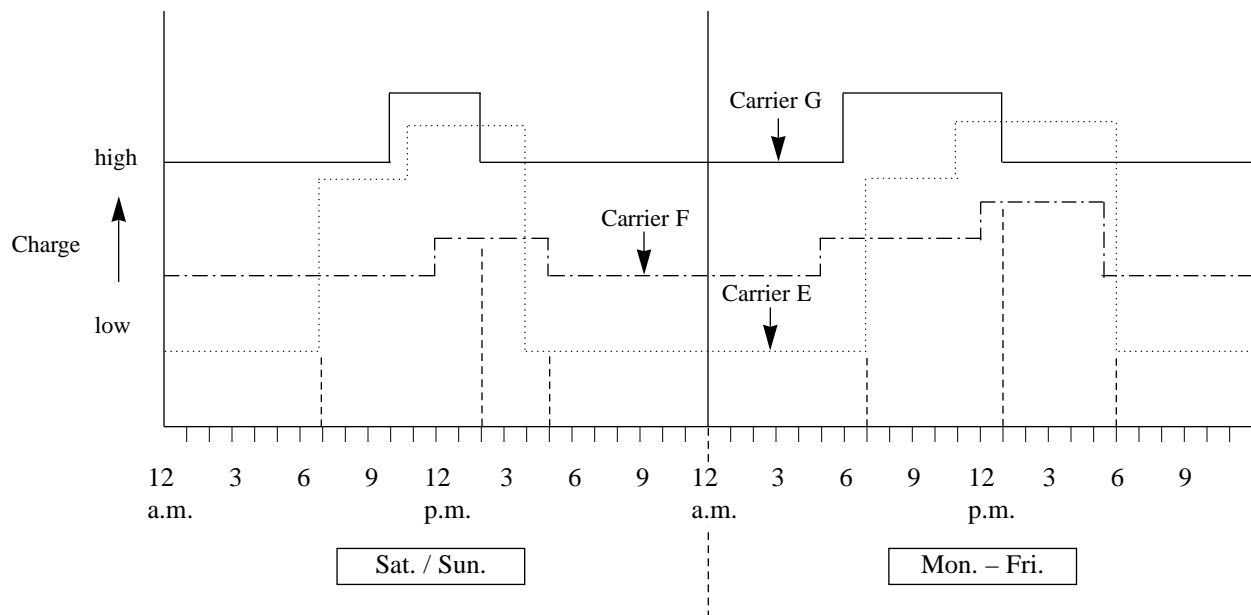 Carrier G
high
Carrier F
Charge
Carrier E
low
12 3 6 9 12 3 6 9 12 3 6 9 12 3 6 9
a.m. p.m. a.m. p.m.
Sat. / Sun. Mon. – Fri.